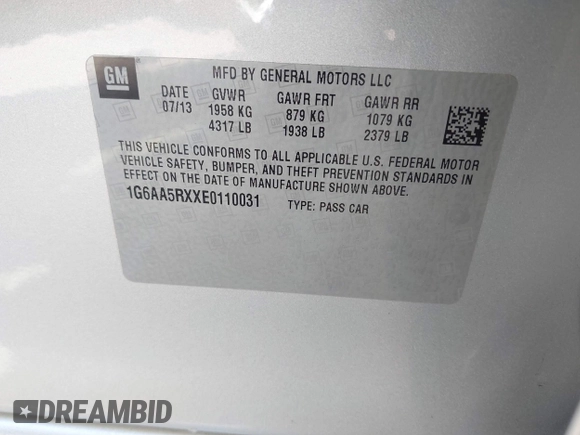 GM
MFD BY GENERAL MOTORS LLC
DATE GVWR GAWR FRT GAWR RR
07/13 1958 KG 879 KG 1079 KG
4317 LB 1938 LB 2379 LB
THIS VEHICLE CONFORMS TO ALL APPLICABLE U.S. FEDERAL MOTOR
VEHICLE SAFETY, BUMPER, AND THEFT PREVENTION STANDARDS IN
EFFECT ON THE DATE OF MANUFACTURE SHOWN ABOVE.
1G6AA5RXXE0110031 TYPE: PASS CAR
DREAMBID